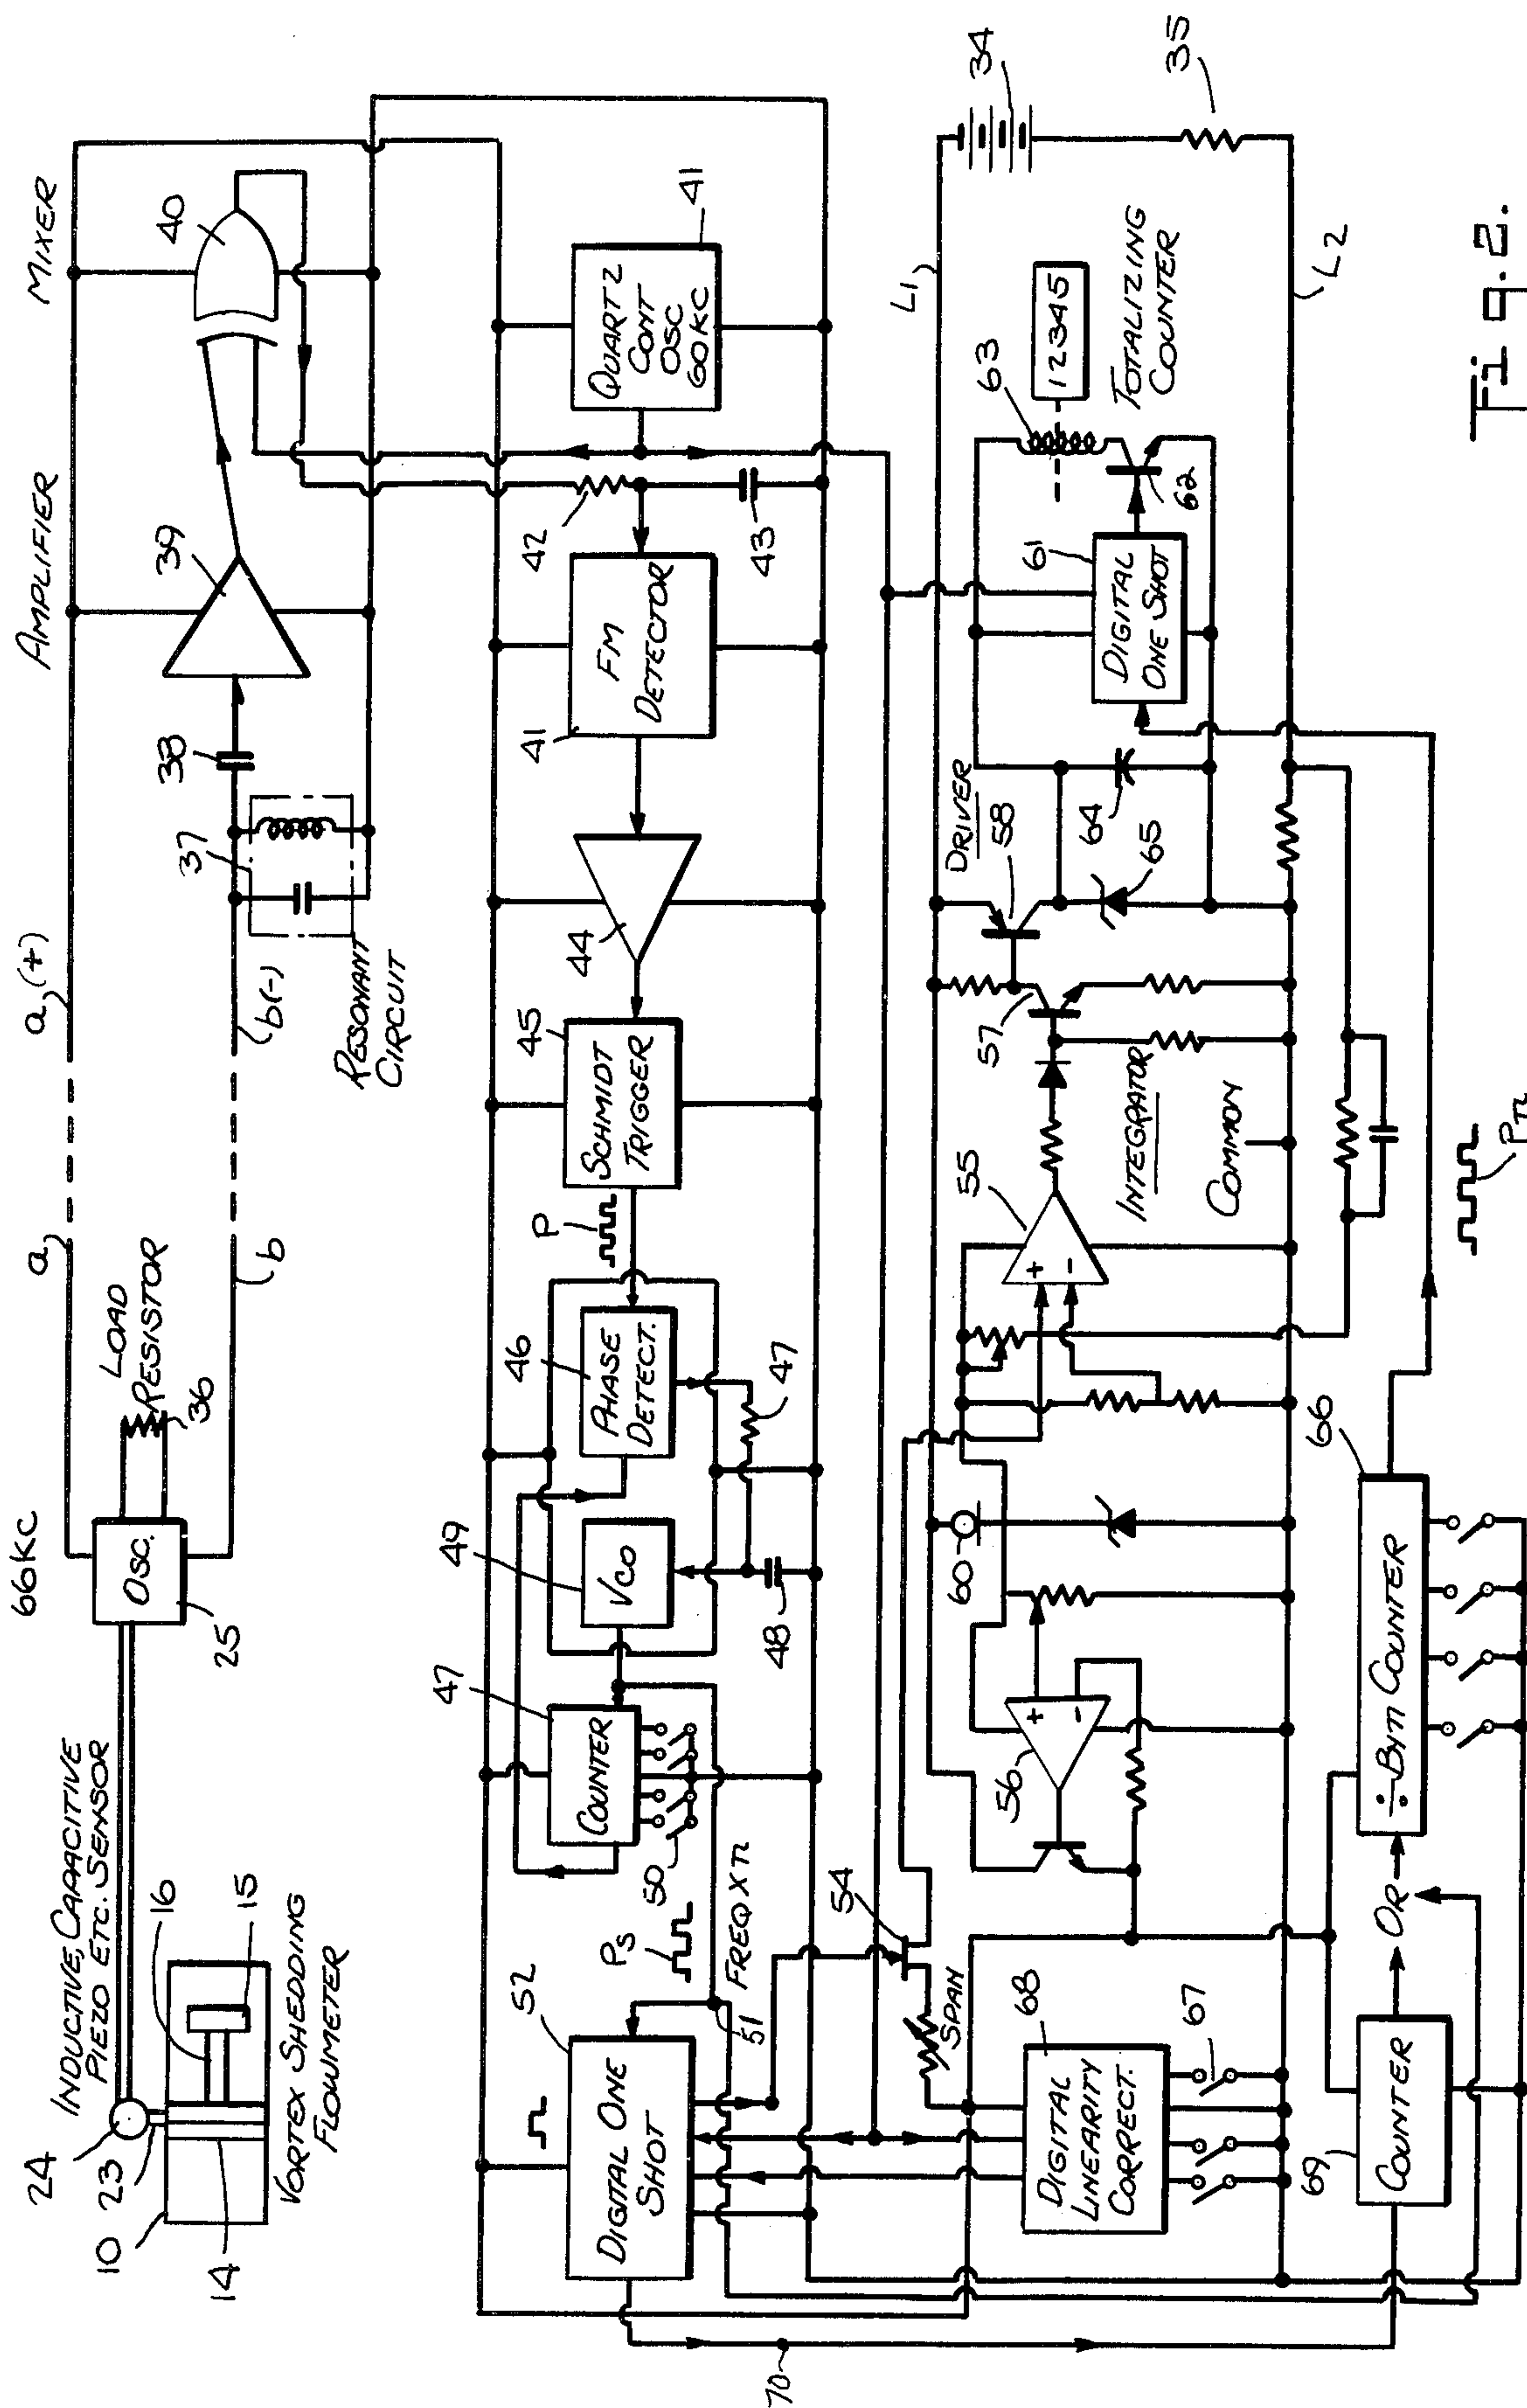 INDUCTIVE, CAPACITIVE
PIEZO ETC. SENSOR
24
23
10
14
16
15
VORTEX SHEDDING
FLOWMETER
66KC
OSC.
25
LOAD
RESISTOR
36
a
b
a (+)
b(-)
RESONANT
CIRCUIT
37
38
AMPLIFIER
39
MIXER
40
52
DIGITAL ONE
SHOT
PS
FREQ X n
51
50
47
COUNTER
49
VCO
48
46
PHASE
DETECT.
47
P
45
SCHMIDT
TRIGGER
44
41
FM
DETECTOR
42
43
QUARTZ
CONT
OSC
60KC
41
70
54
SPAN
68
DIGITAL
LINEARITY
CORRECT.
67
69
COUNTER
OR
÷ BY m COUNTER
66
56
+
-
60
55
+
-
INTEGRATOR
COMMON
57
DRIVER
58
64
65
61
DIGITAL
ONE SHOT
62
63
12345
TOTALIZING
COUNTER
L1
L2
34
35
Pn
Fig. 2.